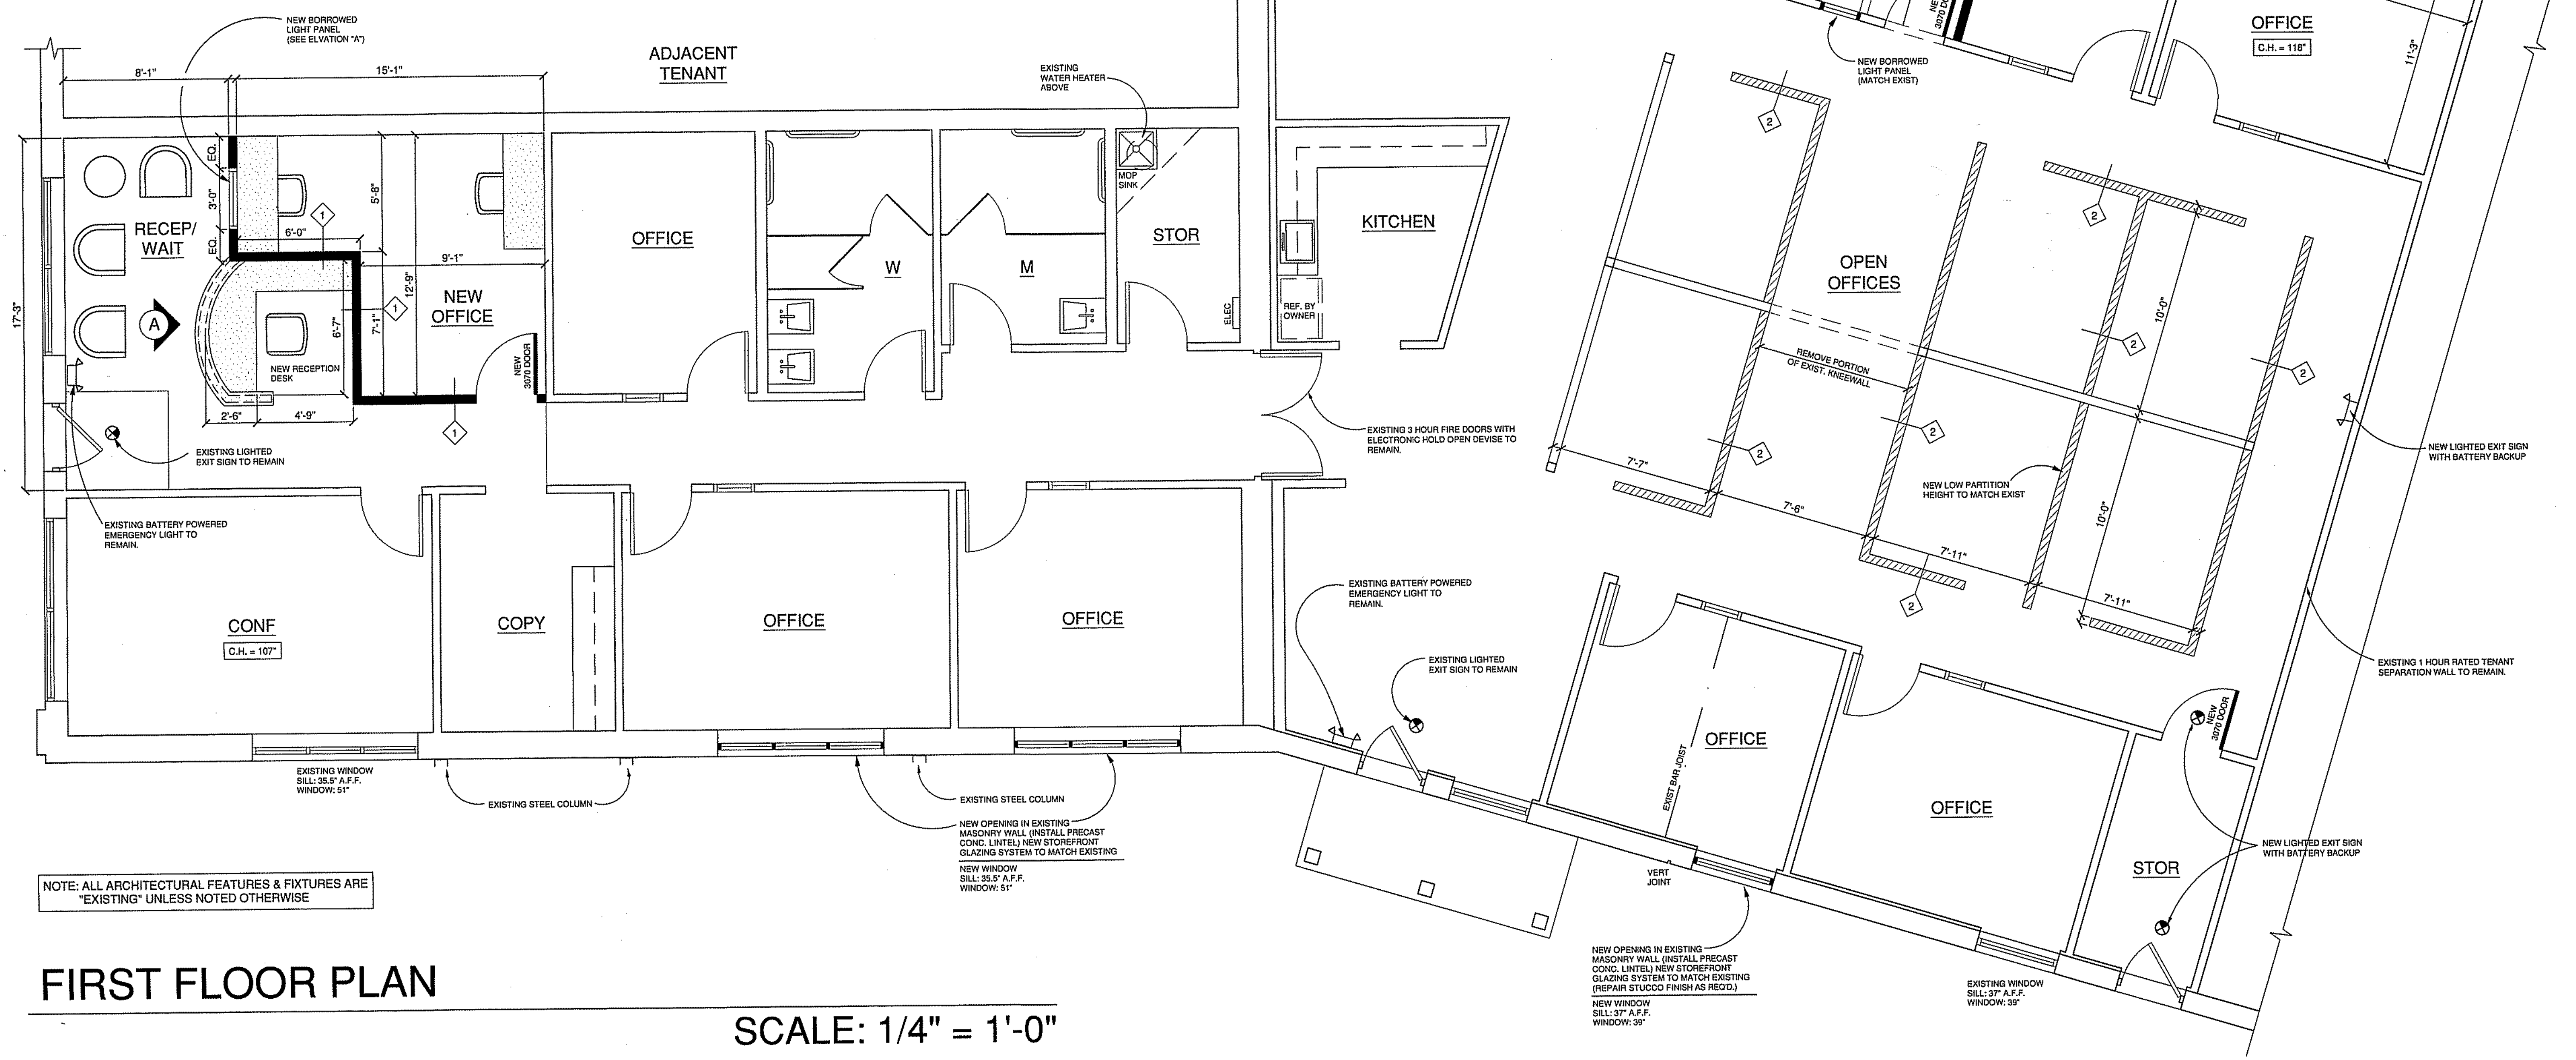 NEW BORROWED
LIGHT PANEL
(SEE ELVATION "A")
8'-1"
15'-1"
ADJACENT
TENANT
EXISTING
WATER HEATER
ABOVE
NEW BORROWED
LIGHT PANEL
(MATCH EXIST)
3070 DO
OFFICE
C.H. = 118"
11'-3"
17'-3"
EQ.
3'-0"
EQ.
RECEP/
WAIT
A
6'-0"
1
5'-8"
12'-9"
9'-1"
7'-1"
6'-7"
1
NEW
OFFICE
NEW
3070 DOOR
NEW RECEPTION
DESK
2'-6"
4'-9"
1
OFFICE
W
M
MOP
SINK
STOR
ELEC
KITCHEN
REF. BY
OWNER
EXISTING LIGHTED
EXIT SIGN TO REMAIN
EXISTING BATTERY POWERED
EMERGENCY LIGHT TO
REMAIN.
EXISTING 3 HOUR FIRE DOORS WITH
ELECTRONIC HOLD OPEN DEVISE TO
REMAIN.
2
2
OPEN
OFFICES
10'-0"
2
2
REMOVE PORTION
OF EXIST. KNEEWALL
2
2
NEW LOW PARTITION
HEIGHT TO MATCH EXIST
7'-7"
7'-6"
7'-11"
10'-0"
7'-11"
2
NEW LIGHTED EXIT SIGN
WITH BATTERY BACKUP
EXISTING 1 HOUR RATED TENANT
SEPARATION WALL TO REMAIN.
CONF
C.H. = 107"
COPY
OFFICE
OFFICE
EXISTING BATTERY POWERED
EMERGENCY LIGHT TO
REMAIN.
EXISTING LIGHTED
EXIT SIGN TO REMAIN
OFFICE
EXIST BAR JOIST
OFFICE
NEW
3070 DOOR
STOR
NEW LIGHTED EXIT SIGN
WITH BATTERY BACKUP
EXISTING WINDOW
SILL: 35.5" A.F.F.
WINDOW: 51"
EXISTING STEEL COLUMN
EXISTING STEEL COLUMN
NEW OPENING IN EXISTING
MASONRY WALL (INSTALL PRECAST
CONC. LINTEL) NEW STOREFRONT
GLAZING SYSTEM TO MATCH EXISTING
NEW WINDOW
SILL: 35.5" A.F.F.
WINDOW: 51"
VERT
JOINT
NEW OPENING IN EXISTING
MASONRY WALL (INSTALL PRECAST
CONC. LINTEL) NEW STOREFRONT
GLAZING SYSTEM TO MATCH EXISTING
(REPAIR STUCCO FINISH AS REQ'D.)
NEW WINDOW
SILL: 37" A.F.F.
WINDOW: 39"
EXISTING WINDOW
SILL: 37" A.F.F.
WINDOW: 39"
NOTE: ALL ARCHITECTURAL FEATURES & FIXTURES ARE
"EXISTING" UNLESS NOTED OTHERWISE
FIRST FLOOR PLAN
SCALE: 1/4" = 1'-0"